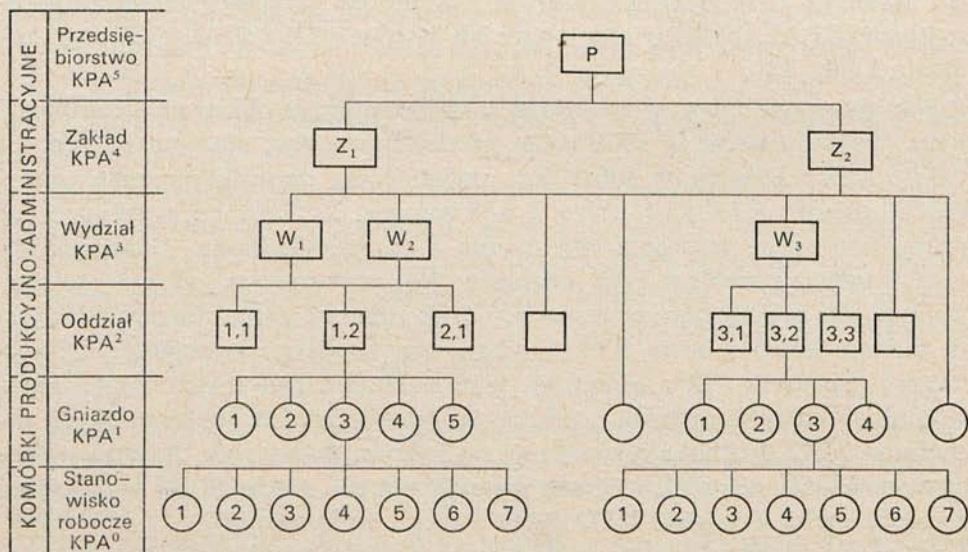 KOMÓRKI PRODUKCYJNO-ADMINISTRACYJNE
Przedsię-
biorstwo
KPA⁵
P
Zakład
KPA⁴
Z₁ Z₂
Wydział
KPA³
W₁ W₂ W₃
Oddział
KPA²
1,1 1,2 2,1 3,1 3,2 3,3
Gniazdo
KPA¹
1 2 3 4 5 1 2 3 4
Stano-
wisko
robocze
KPA⁰
1 2 3 4 5 6 7 1 2 3 4 5 6 7